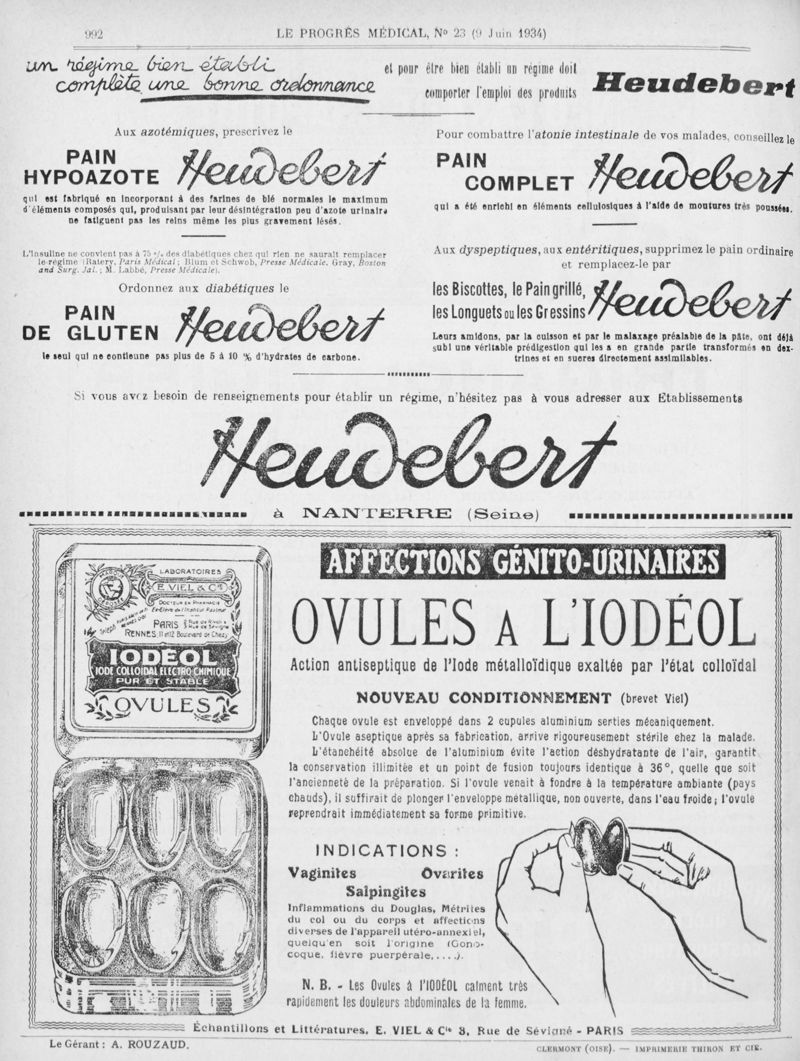 992
LE PROGRÈS MÉDICAL, No 23 (9 Juin 1934)
un régime bien établi
complète une bonne ordonnance
et pour être bien établi un régime doit
comporter l'emploi des produits
Heudebert
Aux azotémiques, prescrivez le
PAIN
HYPOAZOTE
Heudebert
qui est fabriqué en incorporant à des farines de blé normales le maximum
d'éléments composés qui, produisant par leur désintégration peu d'azote urinaire
ne fatiguent pas les reins même les plus gravement lésés.
L'insuline ne convient pas à 75 °/o des diabétiques chez qui rien ne saurait remplacer
le régime (Ratery, Paris Médical ; Blum et Schwob, Presse Médicale. Gray, Boston
and Surg. Jal. ; M. Labbé, Presse Médicale).
Ordonnez aux diabétiques le
PAIN
DE GLUTEN
Heudebert
le seul qui ne contienne pas plus de 5 à 10 % d'hydrates de carbone.
Pour combattre l'atonie intestinale de vos malades, conseillez le
PAIN
COMPLET
Heudebert
qui a été enrichi en éléments cellulosiques à l'aide de moutures très poussées.
Aux dyspeptiques, aux entéritiques, supprimez le pain ordinaire
et remplacez-le par
les Biscottes, le Pain grillé,
les Longuets ou les Gressins
Heudebert
Leurs amidons, par la cuisson et par le malaxage préalable de la pâte, ont déjà
subi une véritable prédigestion qui les a en grande partie transformés en dex-
trines et en sucres directement assimilables.
Si vous avez besoin de renseignements pour établir un régime, n'hésitez pas à vous adresser aux Etablissements
Heudebert
à NANTERRE (Seine)
LABORATOIRES
E. VIEL & Cie
DOCTEUR EN PHARMACIE
Ex-Élève de l'Institut Pasteur
PARIS 3 Rue de Sévigné
RENNES, 11 et 12 Boulevard de Chezy
IODEOL
IODE COLLOIDAL ELECTRO-CHIMIQUE
PUR ET STABLE
OVULES
AFFECTIONS GÉNITO-URINAIRES
OVULES A L'IODÉOL
Action antiseptique de l'Iode métalloïdique exaltée par l'état colloïdal
NOUVEAU CONDITIONNEMENT (brevet Viel)
Chaque ovule est enveloppé dans 2 cupules aluminium serties mécaniquement.
L'Ovule aseptique après sa fabrication, arrive rigoureusement stérile chez la malade.
L'étanchéité absolue de l'aluminium évite l'action déshydratante de l'air, garantit
la conservation illimitée et un point de fusion toujours identique à 36°, quelle que soit
l'ancienneté de la préparation. Si l'ovule venait à fondre à la température ambiante (pays
chauds), il suffirait de plonger l'enveloppe métallique, non ouverte, dans l'eau froide ; l'ovule
reprendrait immédiatement sa forme primitive.
INDICATIONS :
Vaginites Ovarites
Salpingites
Inflammations du Douglas, Métrites
du col ou du corps et affections
diverses de l'appareil utéro-annexiel,
quelqu'en soit l'origine (Gono-
coque, fièvre puerpérale,....).
N. B. - Les Ovules à l'IODÉOL calment très
rapidement les douleurs abdominales de la femme.
Échantillons et Littératures, E. VIEL & Cie 3, Rue de Sévigné - PARIS
Le Gérant : A. ROUZAUD.
CLERMONT (OISE). — IMPRIMERIE THIRON ET CIE.